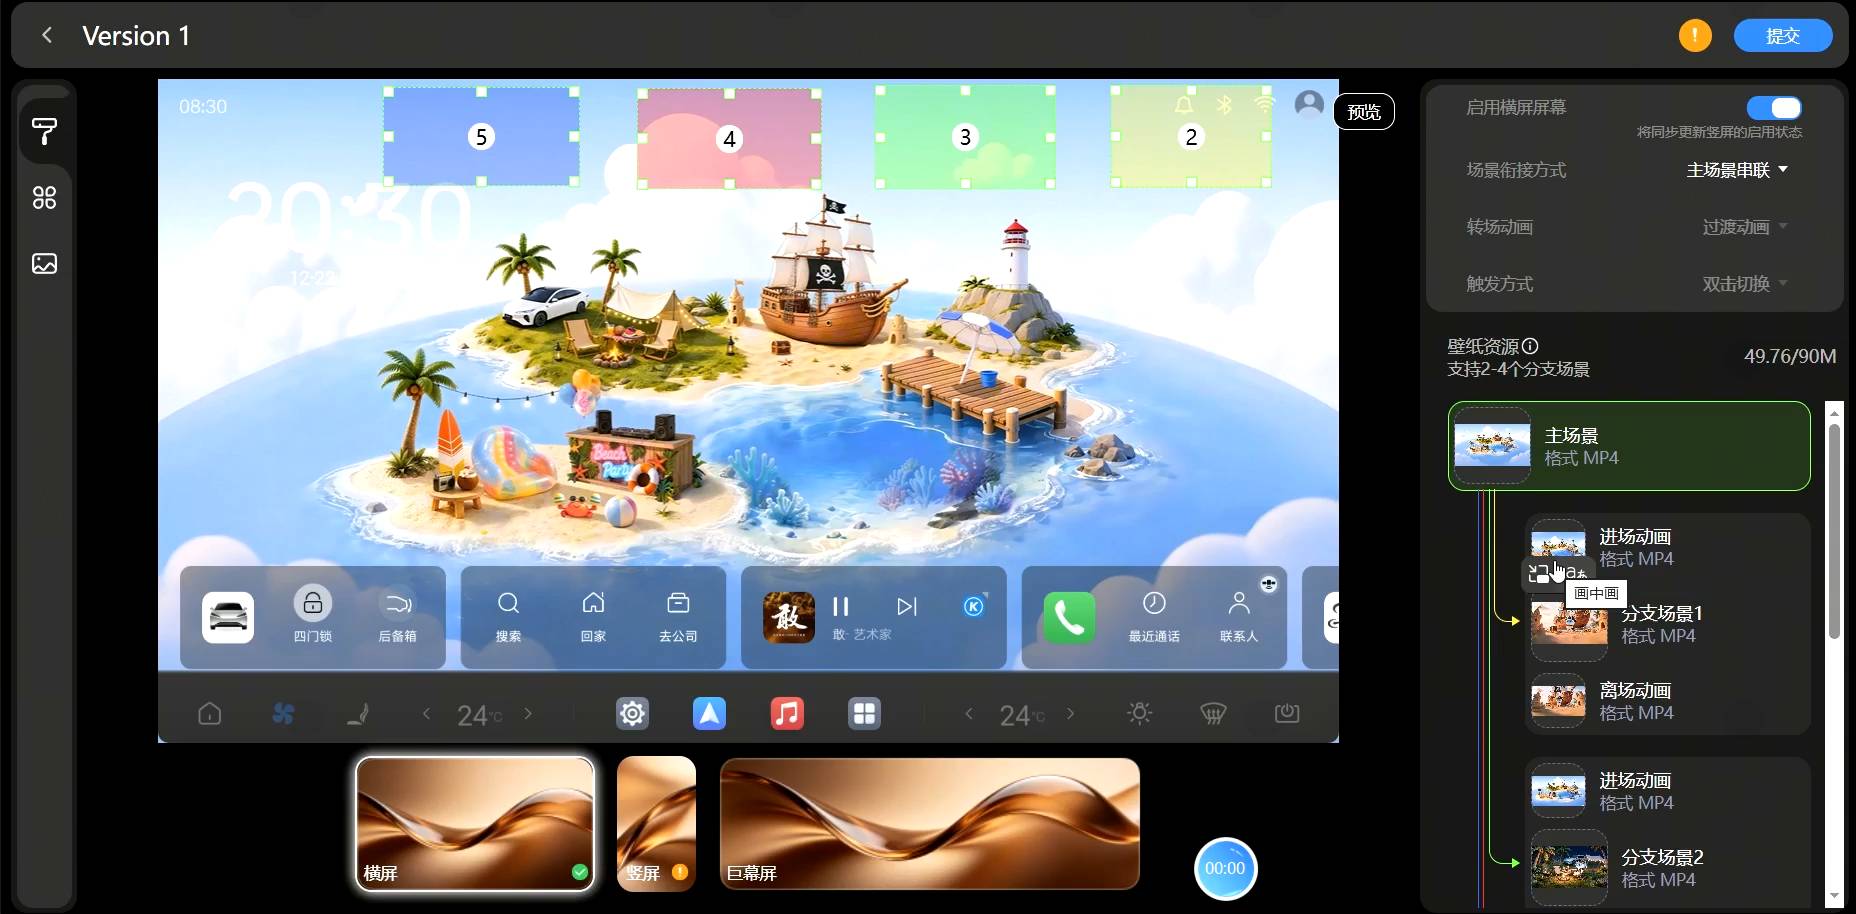 Version 1
!
提交
08:30
5
4
3
2
预览
20:30
12-22
Beach
Party
四门锁
后备箱
搜索
回家
去公司
敢
敢· 艺术家
K
最近通话
联系人
24°C
24°C
横屏
竖屏
!
巨幕屏
00:00
启用横屏屏幕
将同步更新竖屏的启用状态
场景衔接方式
主场景串联
转场动画
过渡动画
触发方式
双击切换
壁纸资源
支持2-4个分支场景
49.76/90M
主场景
格式 MP4
进场动画
格式 MP4
画中画
分支场景1
格式 MP4
离场动画
格式 MP4
进场动画
格式 MP4
分支场景2
格式 MP4